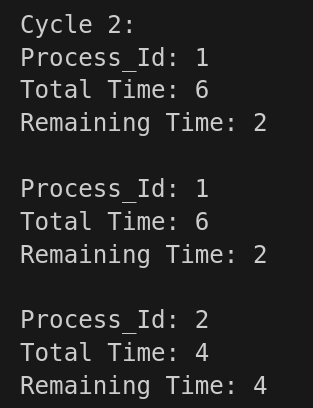 Cycle 2:
Process_Id: 1
Total Time: 6
Remaining Time: 2
Process_Id: 1
Total Time: 6
Remaining Time: 2
Process_Id: 2
Total Time: 4
Remaining Time: 4